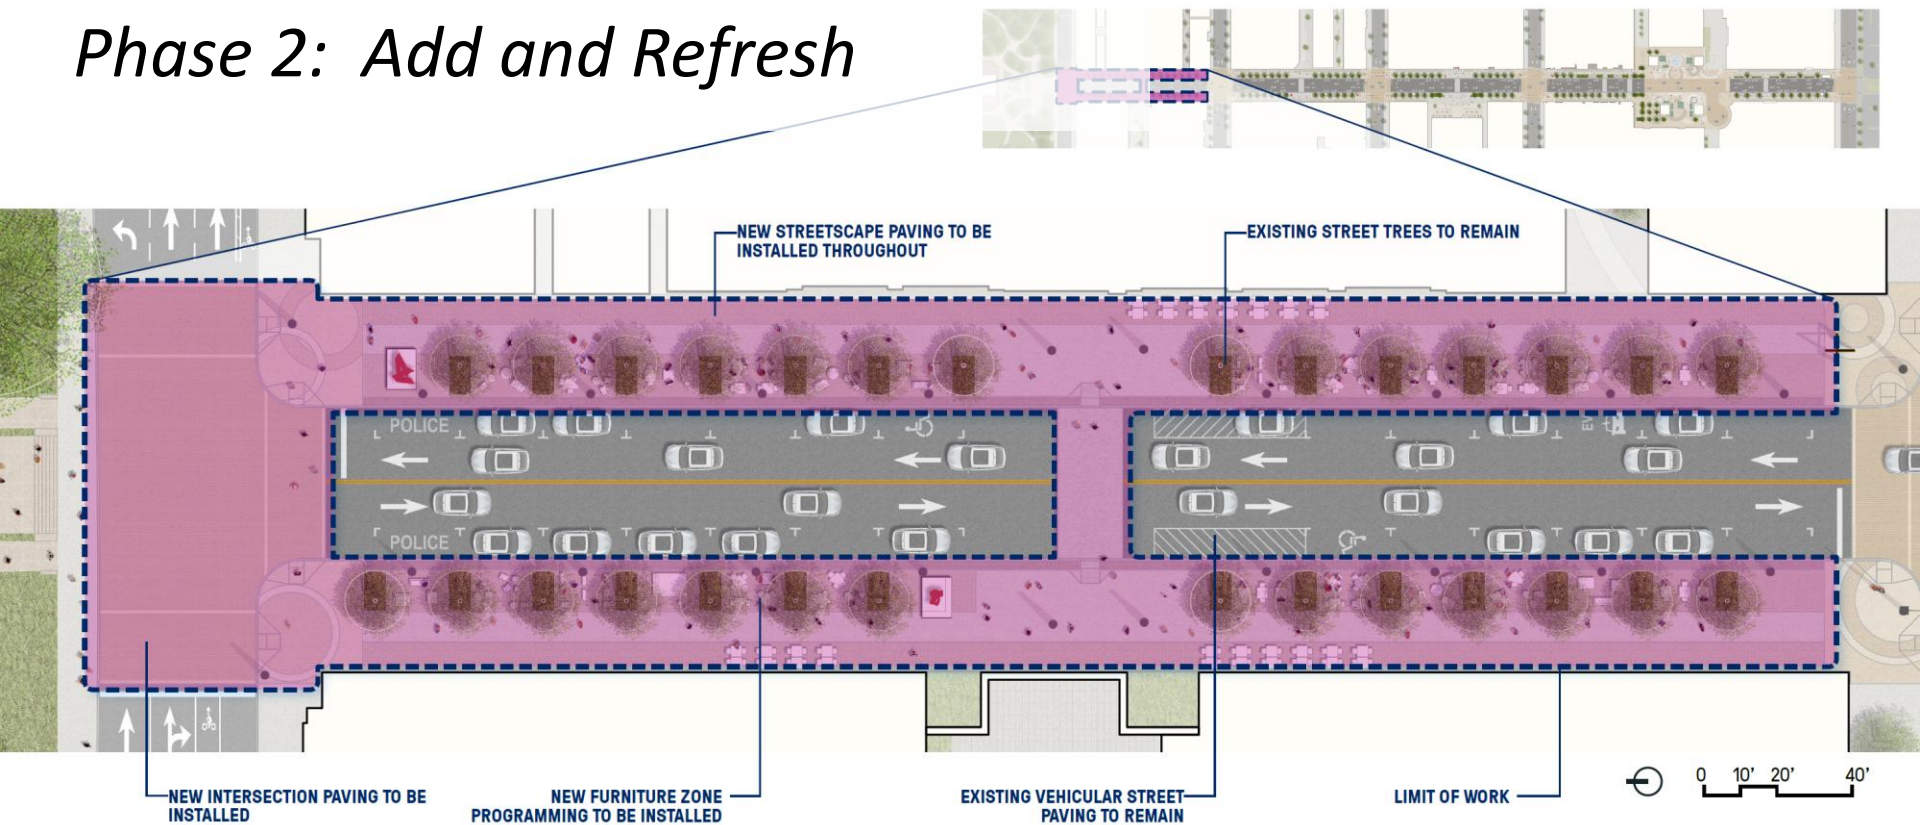 Phase 2: Add and Refresh
NEW STREETSCAPE PAVING TO BE
INSTALLED THROUGHOUT
EXISTING STREET TREES TO REMAIN
POLICE
EV
POLICE
NEW INTERSECTION PAVING TO BE
INSTALLED
NEW FURNITURE ZONE
PROGRAMMING TO BE INSTALLED
EXISTING VEHICULAR STREET
PAVING TO REMAIN
LIMIT OF WORK
0 10' 20' 40'